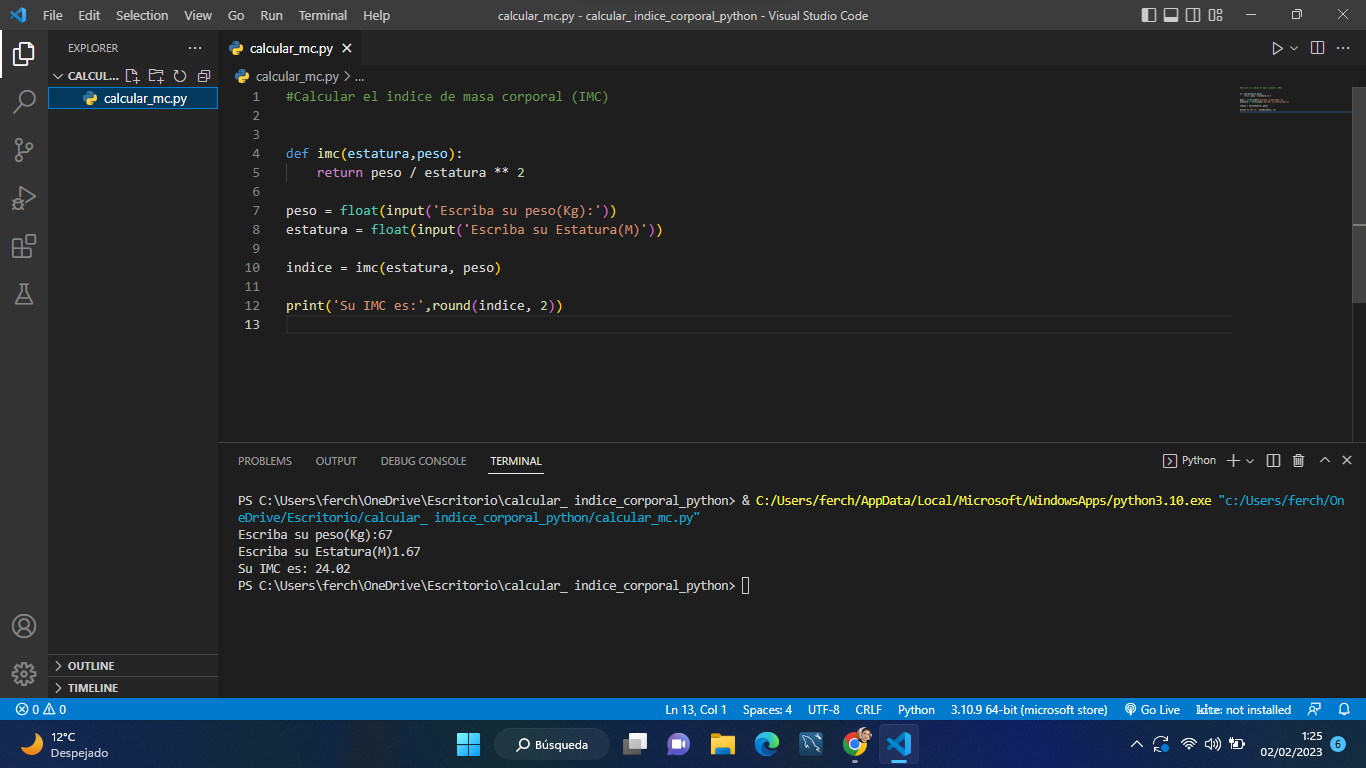 File Edit Selection View Go Run Terminal Help
calcular_mc.py - calcular_ indice_corporal_python - Visual Studio Code
EXPLORER
CALCUL...
calcular_mc.py
calcular_mc.py
calcular_mc.py > ...
1 #Calcular el indice de masa corporal (IMC)
2
3
4 def imc(estatura,peso):
5 return peso / estatura ** 2
6
7 peso = float(input('Escriba su peso(Kg):'))
8 estatura = float(input('Escriba su Estatura(M)'))
9
10 indice = imc(estatura, peso)
11
12 print('Su IMC es:',round(indice, 2))
13
PROBLEMS OUTPUT DEBUG CONSOLE TERMINAL
Python
PS C:\Users\ferch\OneDrive\Escritorio\calcular_ indice_corporal_python> & C:/Users/ferch/AppData/Local/Microsoft/WindowsApps/python3.10.exe "c:/Users/ferch/On
eDrive/Escritorio/calcular_ indice_corporal_python/calcular_mc.py"
Escriba su peso(Kg):67
Escriba su Estatura(M)1.67
Su IMC es: 24.02
PS C:\Users\ferch\OneDrive\Escritorio\calcular_ indice_corporal_python>
OUTLINE
TIMELINE
0 0 Ln 13, Col 1 Spaces: 4 UTF-8 CRLF Python 3.10.9 64-bit (microsoft store) Go Live kite: not installed
12°C
Despejado
Búsqueda
1:25
02/02/2023
6